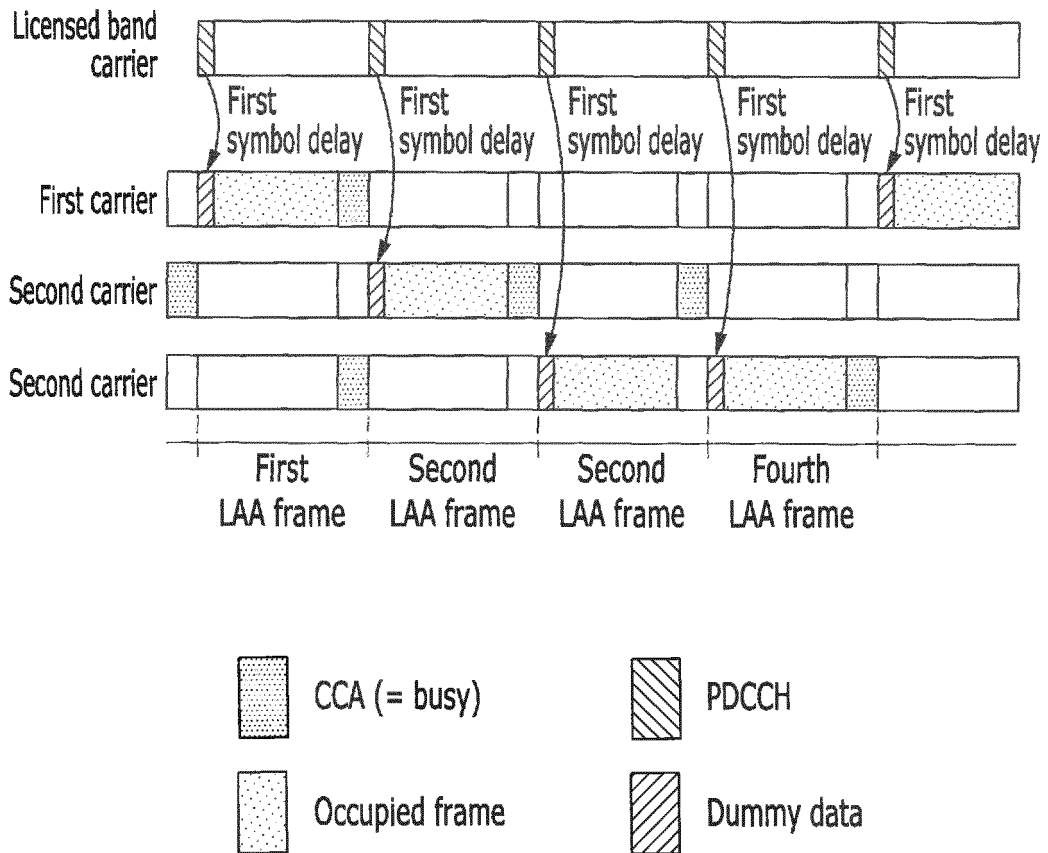 Licensed band
carrier
First
symbol delay
First
symbol delay
First
symbol delay
First
symbol delay
First
symbol delay
First carrier
Second carrier
Second carrier
First
LAA frame
Second
LAA frame
Second
LAA frame
Fourth
LAA frame
CCA (= busy)
PDCCH
Occupied frame
Dummy data